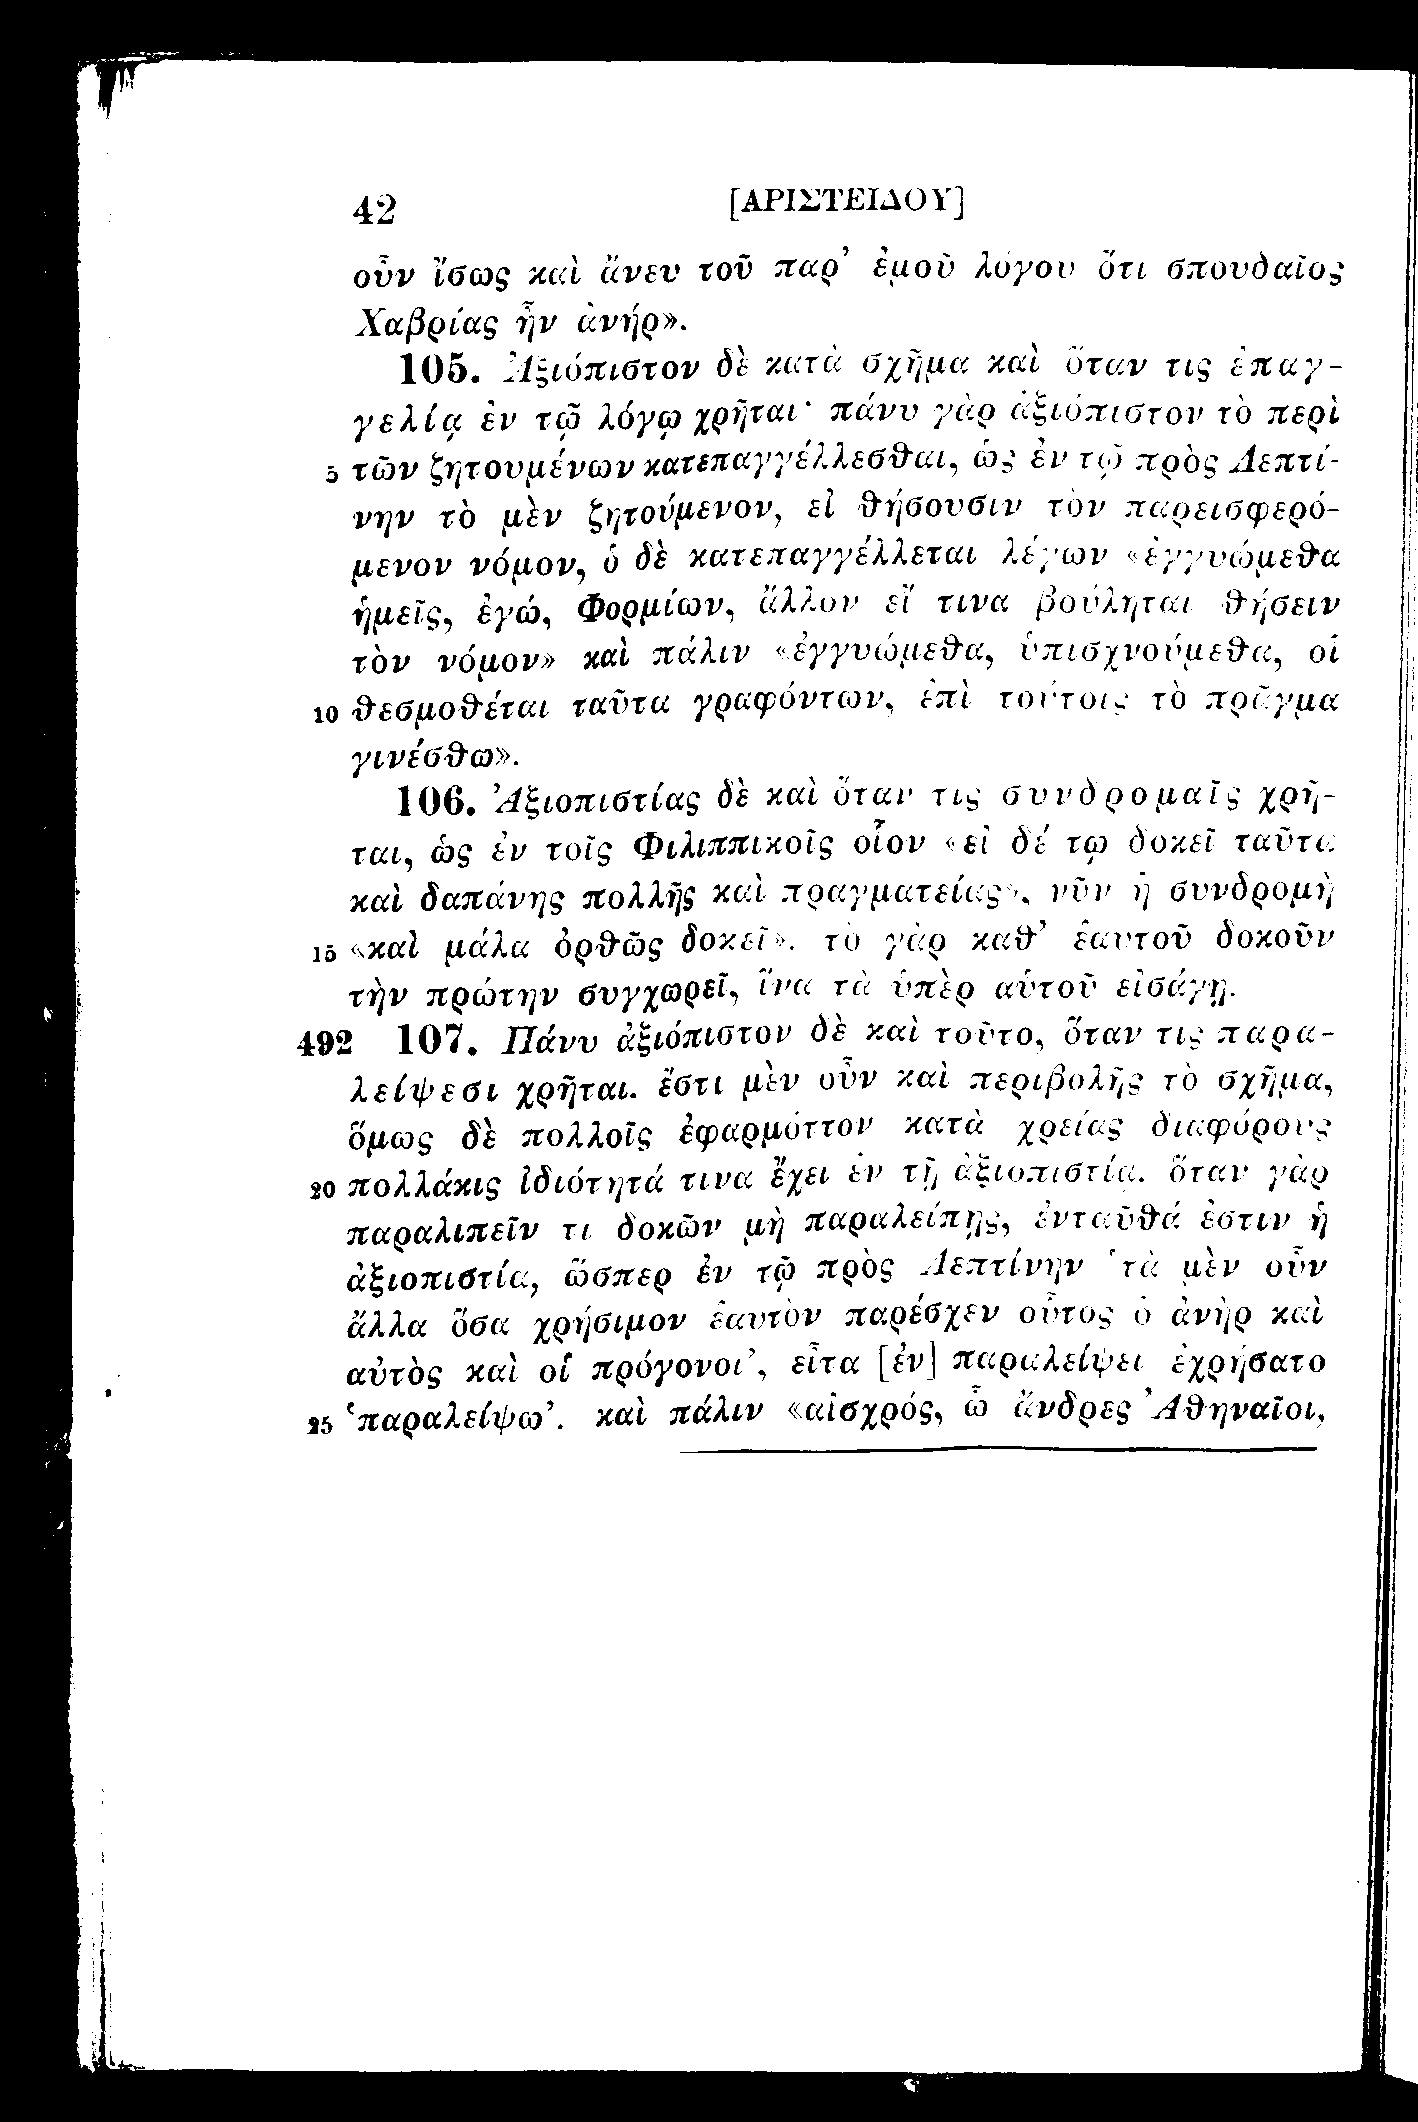 42 [ΑΡΙΣΤΕΙΔΟΥ]
οὖν ἴσως καὶ ἄνευ τοῦ παρ’ ἐμοῦ λόγου ὅτι σπουδαῖος
Χαβρίας ἦν ἀνήρ».
105. Ἀξιόπιστον δὲ κατὰ σχῆμα καὶ ὅταν τις ἐπαγ-
γελίᾳ ἐν τῷ λόγῳ χρῆται· πάνυ γὰρ ἀξιόπιστον τὸ περὶ
5 τῶν ζητουμένων κατεπαγγέλλεσθαι, ὡς ἐν τῷ πρὸς Λεπτί-
νην τὸ μὲν ζητούμενον, εἰ θήσουσιν τὸν παρεισφερό-
μενον νόμον, ὁ δὲ κατεπαγγέλλεται λέγων «ἐγγυώμεθα
ἡμεῖς, ἐγώ, Φορμίων, ἄλλον εἴ τινα βούληται θήσειν
τὸν νόμον» καὶ πάλιν «ἐγγυώμεθα, ὑπισχνούμεθα, οἱ
10 θεσμοθέται ταῦτα γραφόντων, ἐπὶ τούτοις τὸ πρᾶγμα
γινέσθω».
106. Ἀξιοπιστίας δὲ καὶ ὅταν τις συνδρομαῖς χρῆ-
ται, ὡς ἐν τοῖς Φιλιππικοῖς οἷον «εἰ δέ τῳ δοκεῖ ταῦτα
καὶ δαπάνης πολλῆς καὶ πραγματείας», νῦν ἡ συνδρομὴ
15 «καὶ μάλα ὀρθῶς δοκεῖ». τὸ γὰρ καθ’ ἑαυτοῦ δοκοῦν
τὴν πρώτην συγχωρεῖ, ἵνα τὰ ὑπὲρ αὑτοῦ εἰσάγῃ.
492 107. Πάνυ ἀξιόπιστον δὲ καὶ τοῦτο, ὅταν τις παρα-
λείψεσι χρῆται. ἔστι μὲν οὖν καὶ περιβολῆς τὸ σχῆμα,
ὅμως δὲ πολλοῖς ἐφαρμόττον κατὰ χρείας διαφόρους
20 πολλάκις ἰδιότητά τινα ἔχει ἐν τῇ ἀξιοπιστίᾳ. ὅταν γὰρ
παραλιπεῖν τι δοκῶν μὴ παραλείπῃς, ἐνταῦθά ἐστιν ἡ
ἀξιοπιστία, ὥσπερ ἐν τῷ πρὸς Λεπτίνην ‘τὰ μὲν οὖν
ἄλλα ὅσα χρήσιμον ἑαυτὸν παρέσχεν οὗτος ὁ ἀνὴρ καὶ
αὐτὸς καὶ οἱ πρόγονοι’, εἶτα [ἐν] παραλείψει ἐχρήσατο
25 ‘παραλείψω’. καὶ πάλιν «αἰσχρός, ὦ ἄνδρες Ἀθηναῖοι,